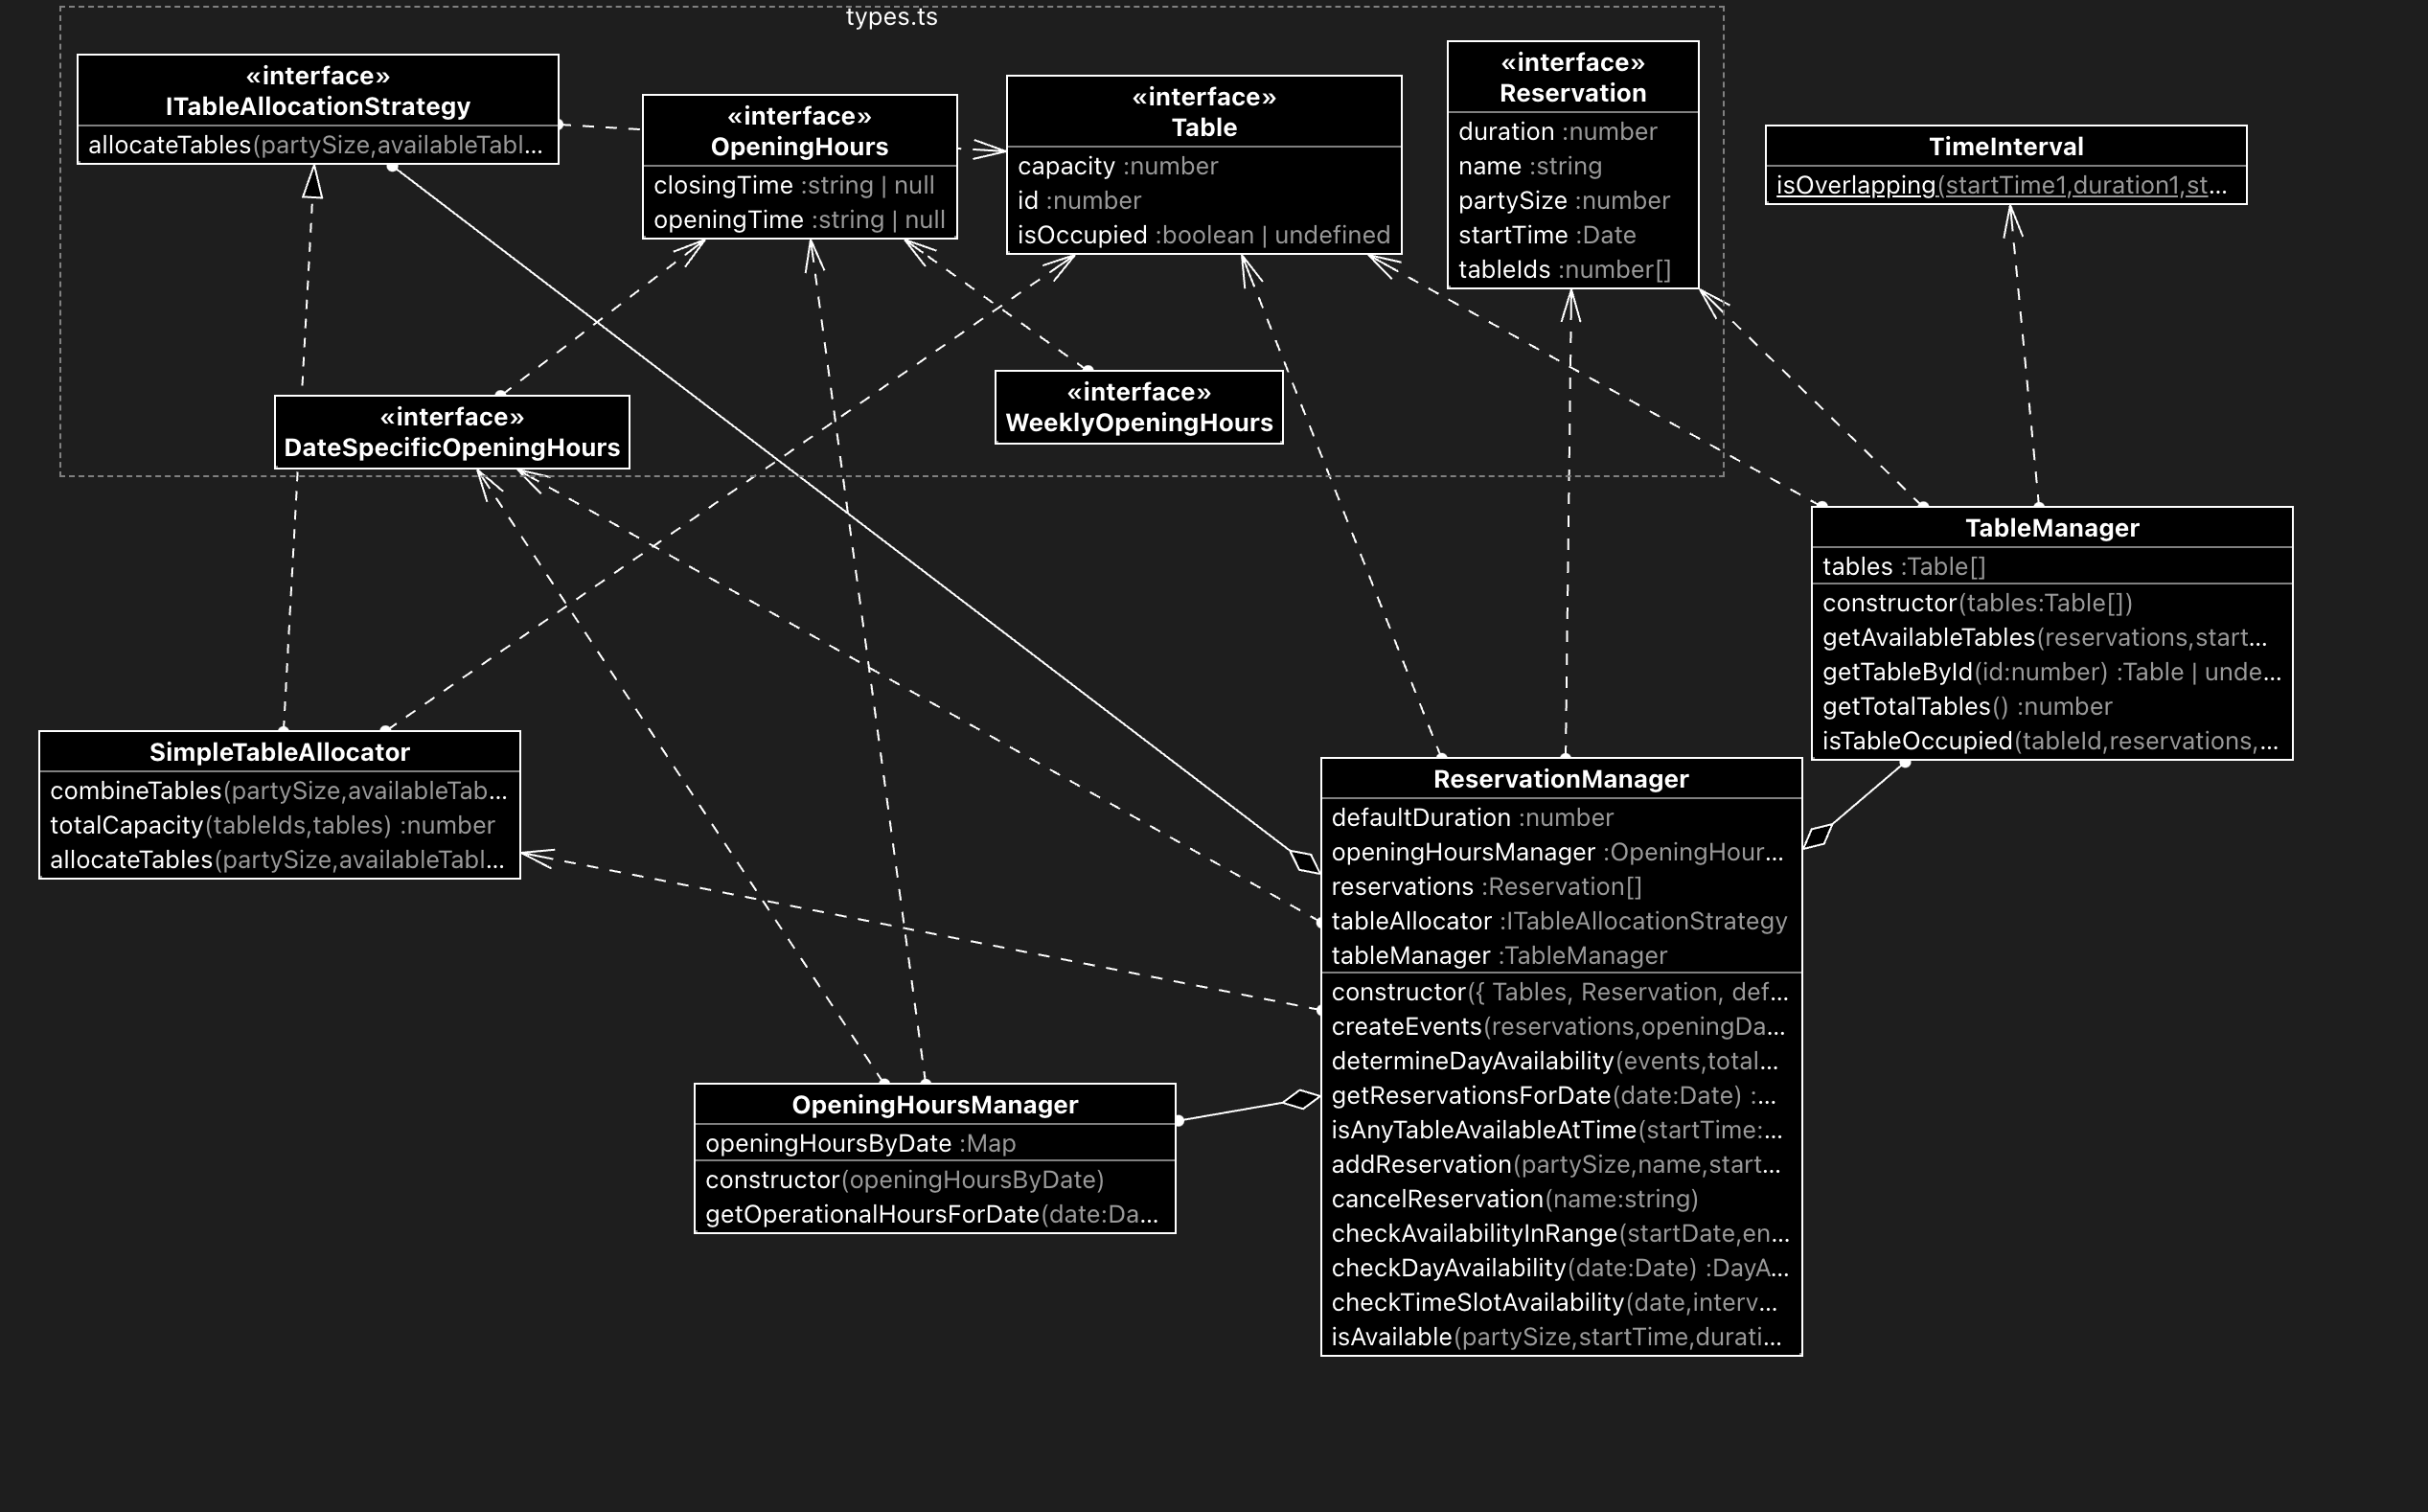 types.ts
«interface»
ITableAllocationStrategy
allocateTables(partySize,availableTabl...
«interface»
OpeningHours
closingTime :string | null
openingTime :string | null
«interface»
Table
capacity :number
id :number
isOccupied :boolean | undefined
«interface»
Reservation
duration :number
name :string
partySize :number
startTime :Date
tableIds :number[]
TimeInterval
isOverlapping(startTime1,duration1,st...
«interface»
DateSpecificOpeningHours
«interface»
WeeklyOpeningHours
TableManager
tables :Table[]
constructor(tables:Table[])
getAvailableTables(reservations,start...
getTableById(id:number) :Table | unde...
getTotalTables() :number
isTableOccupied(tableId,reservations,...
SimpleTableAllocator
combineTables(partySize,availableTab...
totalCapacity(tableIds,tables) :number
allocateTables(partySize,availableTabl...
ReservationManager
defaultDuration :number
openingHoursManager :OpeningHour...
reservations :Reservation[]
tableAllocator :ITableAllocationStrategy
tableManager :TableManager
constructor({ Tables, Reservation, def...
createEvents(reservations,openingDa...
determineDayAvailability(events,total...
getReservationsForDate(date:Date) :...
isAnyTableAvailableAtTime(startTime:...
addReservation(partySize,name,start...
cancelReservation(name:string)
checkAvailabilityInRange(startDate,en...
checkDayAvailability(date:Date) :DayA...
checkTimeSlotAvailability(date,interv...
isAvailable(partySize,startTime,durati...
OpeningHoursManager
openingHoursByDate :Map
constructor(openingHoursByDate)
getOperationalHoursForDate(date:Da...